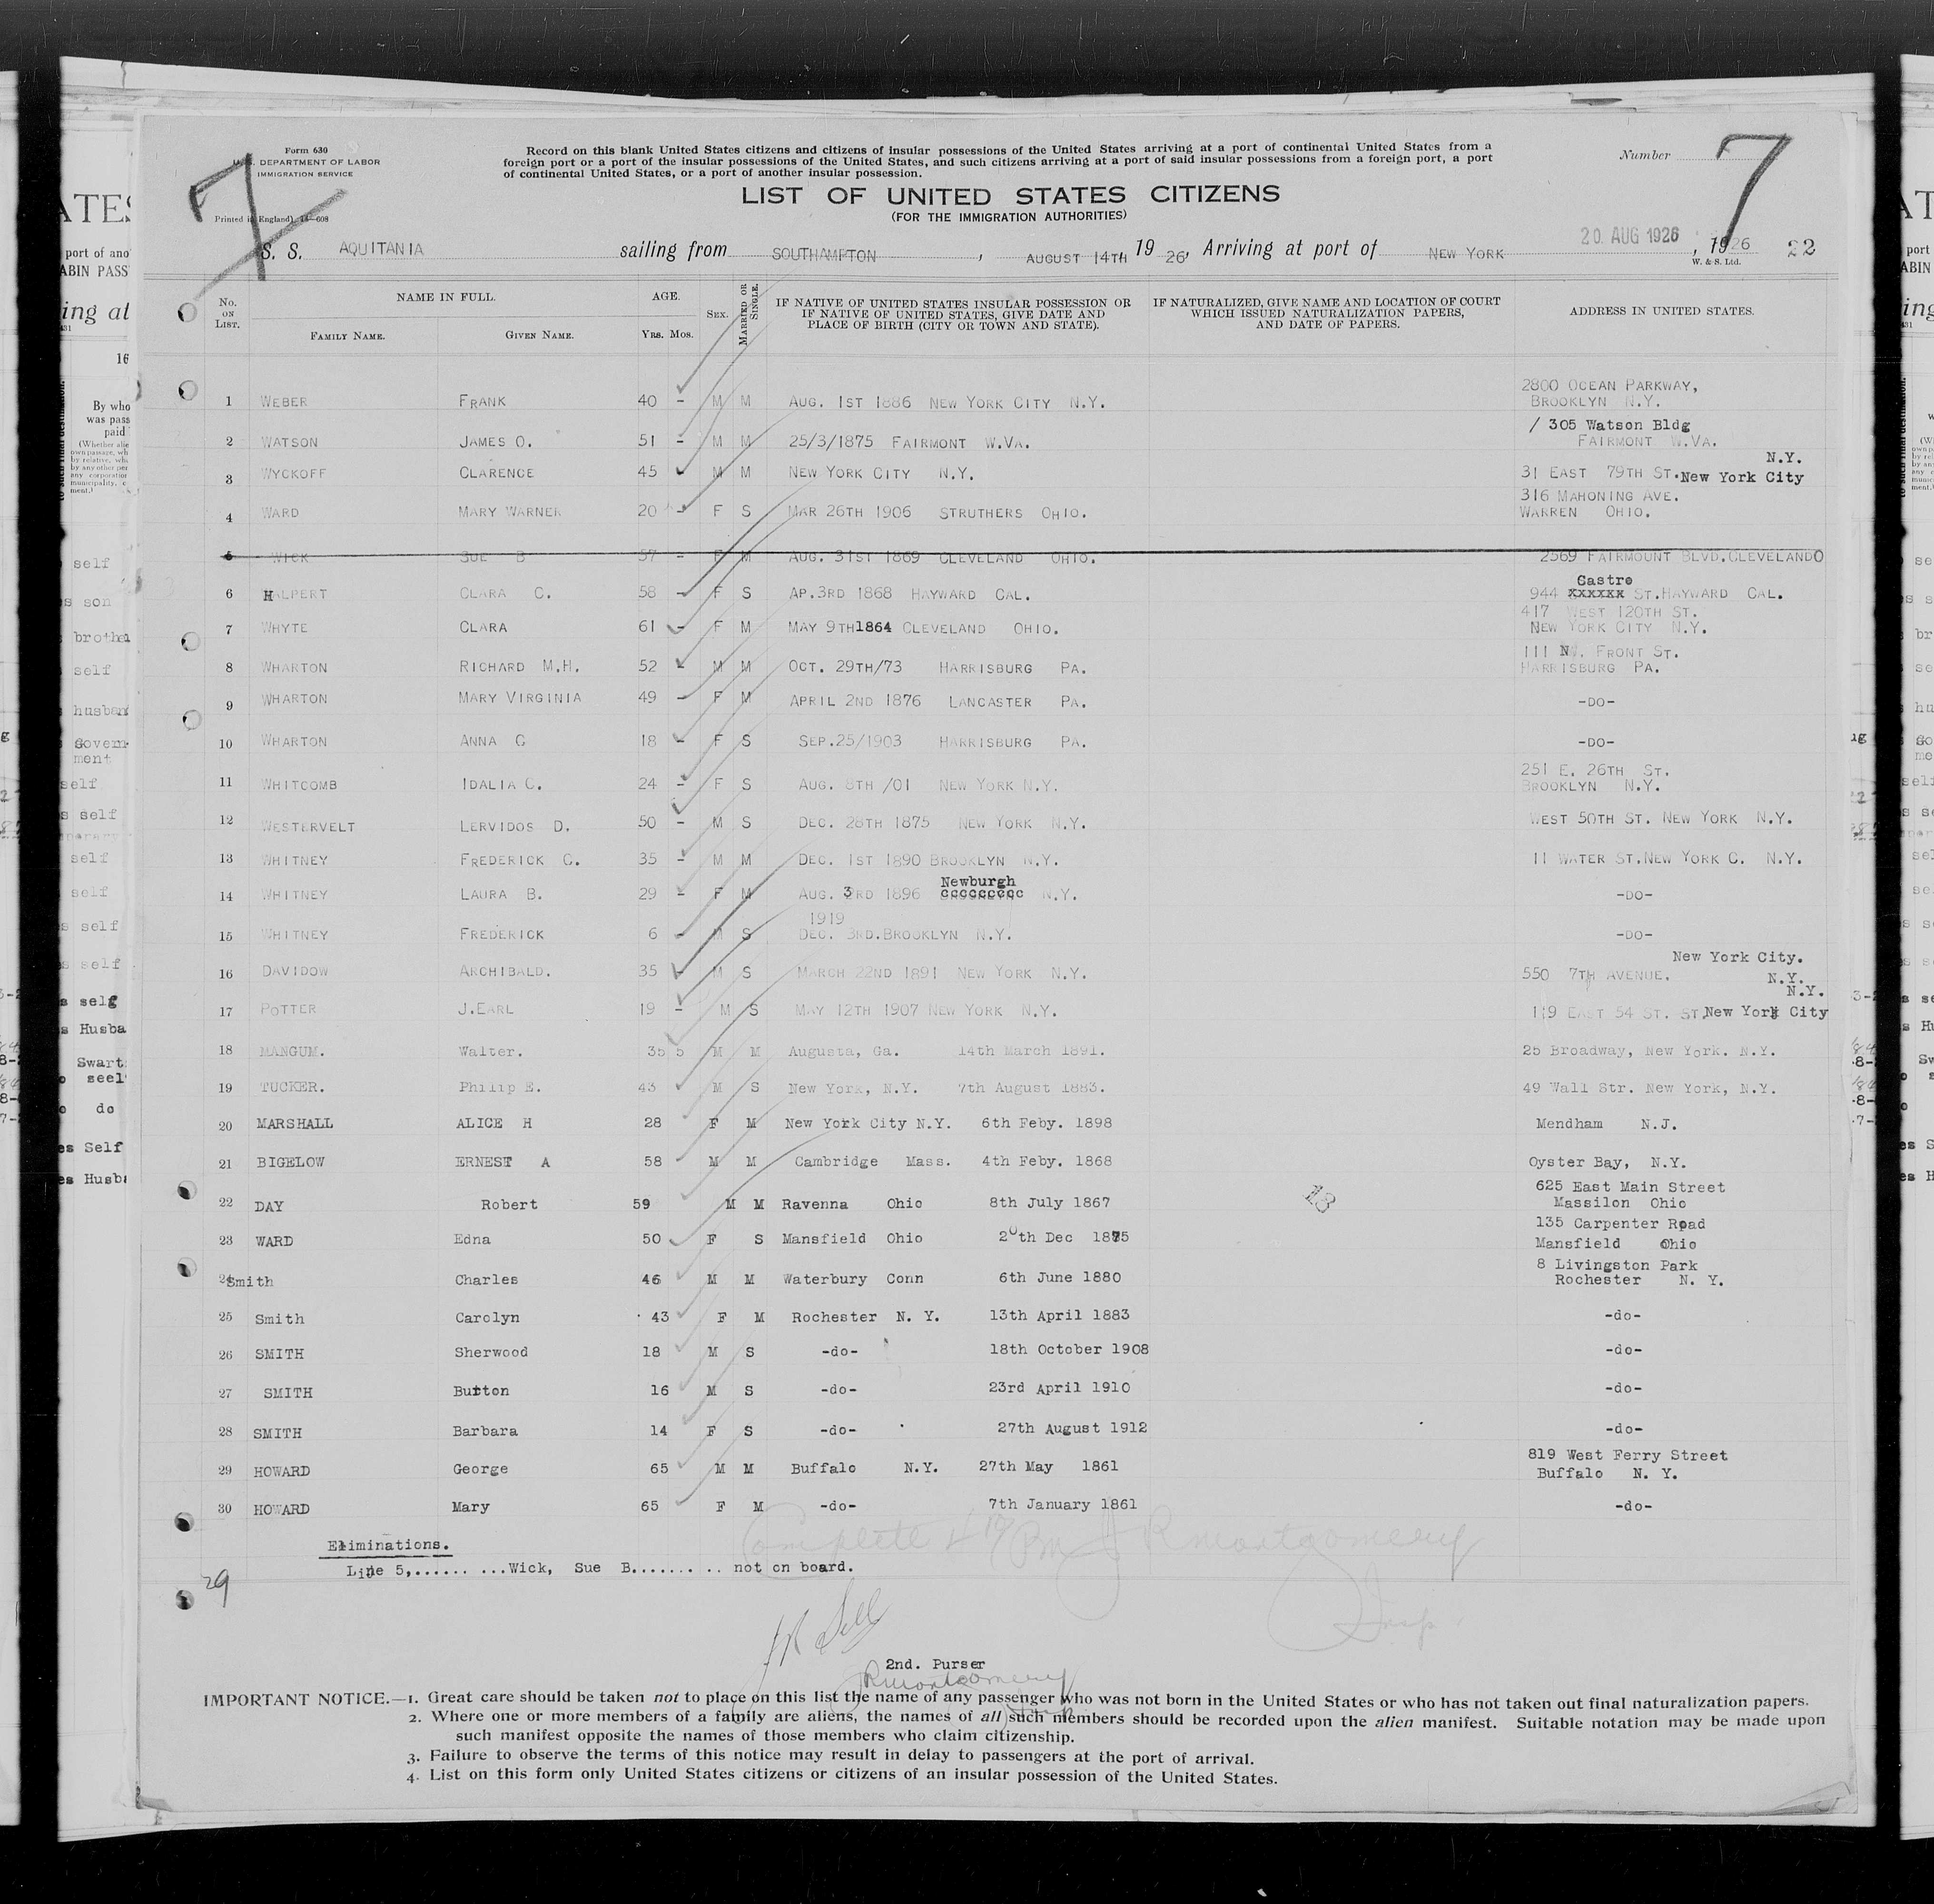 Form 630
U.S. DEPARTMENT OF LABOR
IMMIGRATION SERVICE
Printed in England) 14—608
7
Record on this blank United States citizens and citizens of insular possessions of the United States arriving at a port of continental United States from a
foreign port or a port of the insular possessions of the United States, and such citizens arriving at a port of said insular possessions from a foreign port, a port
of continental United States, or a port of another insular possession.
Number 7
LIST OF UNITED STATES CITIZENS
(FOR THE IMMIGRATION AUTHORITIES)
S. S. AQUITANIA sailing from SOUTHAMPTON, AUGUST 14TH 1926, Arriving at port of NEW YORK 20 AUG 1926, 1926 22
W. & S. Ltd.
No. ON LIST. NAME IN FULL. FAMILY NAME. GIVEN NAME. AGE. Yrs. Mos. SEX. MARRIED OR SINGLE. IF NATIVE OF UNITED STATES INSULAR POSSESSION OR IF NATIVE OF UNITED STATES, GIVE DATE AND PLACE OF BIRTH (CITY OR TOWN AND STATE). IF NATURALIZED, GIVE NAME AND LOCATION OF COURT WHICH ISSUED NATURALIZATION PAPERS, AND DATE OF PAPERS. ADDRESS IN UNITED STATES.
1 WEBER FRANK 40 - M M AUG. 1ST 1886 NEW YORK CITY N.Y. 2800 OCEAN PARKWAY, BROOKLYN N.Y.
2 WATSON JAMES O. 51 - M M 25/3/1875 FAIRMONT W.VA. / 305 Watson Bldg FAIRMONT W.VA.
3 WYCKOFF CLARENCE 45 - M M NEW YORK CITY N.Y. 31 EAST 79TH ST. New York City N.Y.
4 WARD MARY WARNER 20 - F S MAR 26TH 1906 STRUTHERS OHIO. 316 MAHONING AVE. WARREN OHIO.
5 WICK SUE B 57 - F M AUG. 31ST 1869 CLEVELAND OHIO. 2569 FAIRMOUNT BLVD. CLEVELAND O
6 HALPERT CLARA C. 58 - F S AP. 3RD 1868 HAYWARD CAL. 944 Castro xxxxxx ST. HAYWARD CAL.
7 WHYTE CLARA 61 - F M MAY 9TH 1864 CLEVELAND OHIO. 417 WEST 120TH ST. NEW YORK CITY N.Y.
8 WHARTON RICHARD M.H. 52 - M M OCT. 29TH/73 HARRISBURG PA. 111 N. FRONT ST. HARRISBURG PA.
9 WHARTON MARY VIRGINIA 49 - F M APRIL 2ND 1876 LANCASTER PA. -DO-
10 WHARTON ANNA C 18 - F S SEP. 25/1903 HARRISBURG PA. -DO-
11 WHITCOMB IDALIA C. 24 - F S AUG. 8TH /01 NEW YORK N.Y. 251 E. 26TH ST. BROOKLYN N.Y.
12 WESTERVELT LERVIDOS D. 50 - M S DEC. 28TH 1875 NEW YORK N.Y. WEST 50TH ST. NEW YORK N.Y.
13 WHITNEY FREDERICK C. 35 - M M DEC. 1ST 1890 BROOKLYN N.Y. 11 WATER ST. NEW YORK C. N.Y.
14 WHITNEY LAURA B. 29 - F M AUG. 3RD 1896 Newburgh N.Y. -DO-
15 WHITNEY FREDERICK 6 - M S 1919 DEC. 3RD. BROOKLYN N.Y. -DO-
16 DAVIDOW ARCHIBALD. 35 - M S MARCH 22ND 1891 NEW YORK N.Y. 550 7TH AVENUE. New York City. N.Y.
17 POTTER J. EARL 19 - M S MAY 12TH 1907 NEW YORK N.Y. 119 EAST 54 ST. ST. New York City N.Y.
18 MANGUM. Walter. 35 5 M M Augusta, Ga. 14th March 1891. 25 Broadway, New York. N.Y.
19 TUCKER. Philip E. 43 M S New York, N.Y. 7th August 1883. 49 Wall Str. New York, N.Y.
20 MARSHALL ALICE H 28 F M New York City N.Y. 6th Feby. 1898 Mendham N.J.
21 BIGELOW ERNEST A 58 M M Cambridge Mass. 4th Feby. 1868 Oyster Bay, N.Y.
22 DAY Robert 59 M M Ravenna Ohio 8th July 1867 13 625 East Main Street Massilon Ohio
23 WARD Edna 50 F S Mansfield Ohio 20th Dec 1875 135 Carpenter Road Mansfield Ohio
24 Smith Charles 46 M M Waterbury Conn 6th June 1880 8 Livingston Park Rochester N. Y.
25 Smith Carolyn 43 F M Rochester N. Y. 13th April 1883 -do-
26 SMITH Sherwood 18 M S -do- 18th October 1908 -do-
27 SMITH Button 16 M S -do- 23rd April 1910 -do-
28 SMITH Barbara 14 F S -do- 27th August 1912 -do-
29 HOWARD George 65 M M Buffalo N.Y. 27th May 1861 819 West Ferry Street Buffalo N. Y.
30 HOWARD Mary 65 F M -do- 7th January 1861 -do-
Complete 4 10 Pm J R Montgomery
Insp.
Eliminations.
Line 5,...... ...Wick, Sue B....... .. not on board.
29
2nd. Purser
J R Montgomery
Insp
IMPORTANT NOTICE.—1. Great care should be taken not to place on this list the name of any passenger who was not born in the United States or who has not taken out final naturalization papers.
2. Where one or more members of a family are aliens, the names of all such members should be recorded upon the alien manifest. Suitable notation may be made upon
such manifest opposite the names of those members who claim citizenship.
3. Failure to observe the terms of this notice may result in delay to passengers at the port of arrival.
4. List on this form only United States citizens or citizens of an insular possession of the United States.